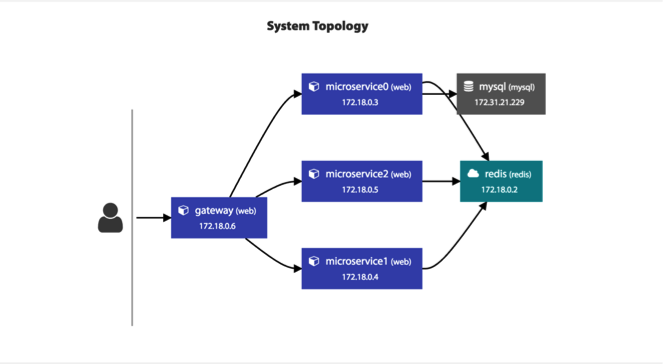 System Topology
microservice0 (web)
172.18.0.3
mysql (mysql)
172.31.21.229
microservice2 (web)
172.18.0.5
redis (redis)
172.18.0.2
gateway (web)
172.18.0.6
microservice1 (web)
172.18.0.4